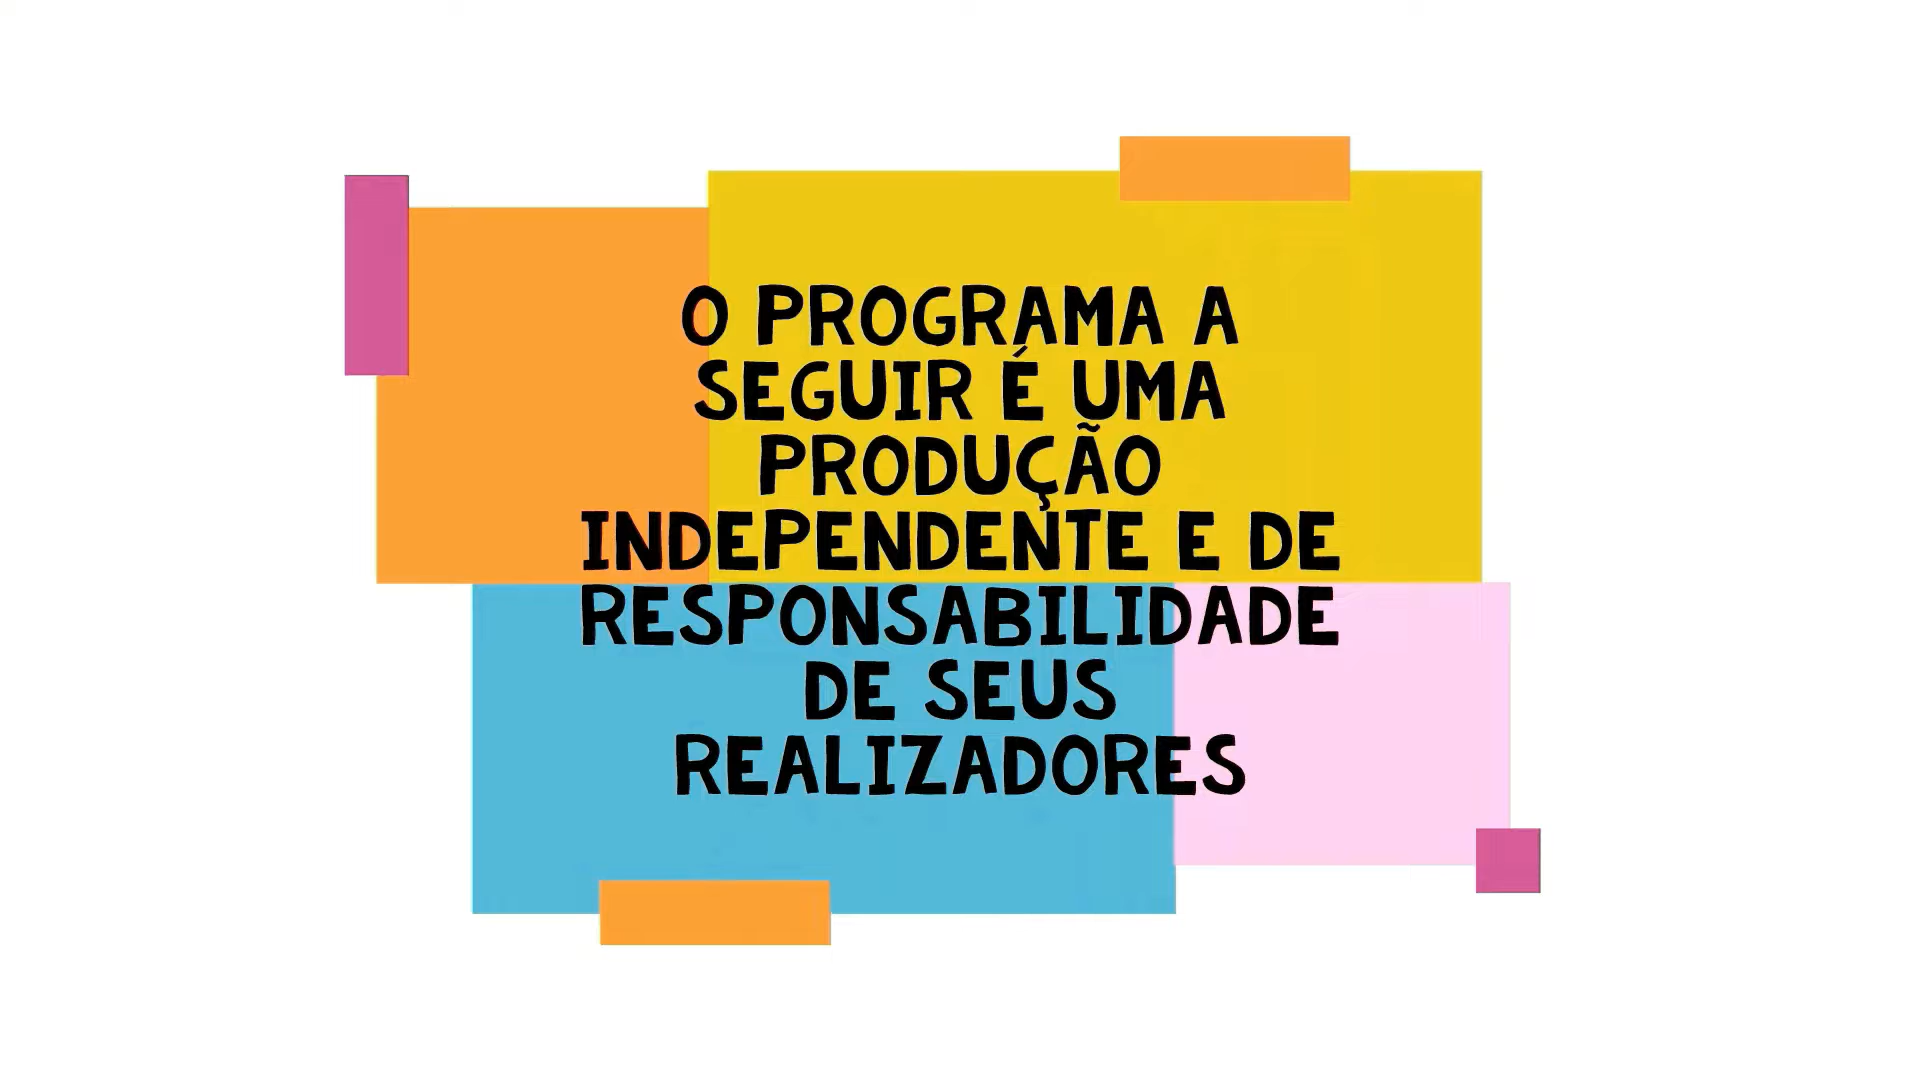 O PROGRAMA A
SEGUIR É UMA
PRODUÇÃO
INDEPENDENTE E DE
RESPONSABILIDADE
DE SEUS
REALIZADORES